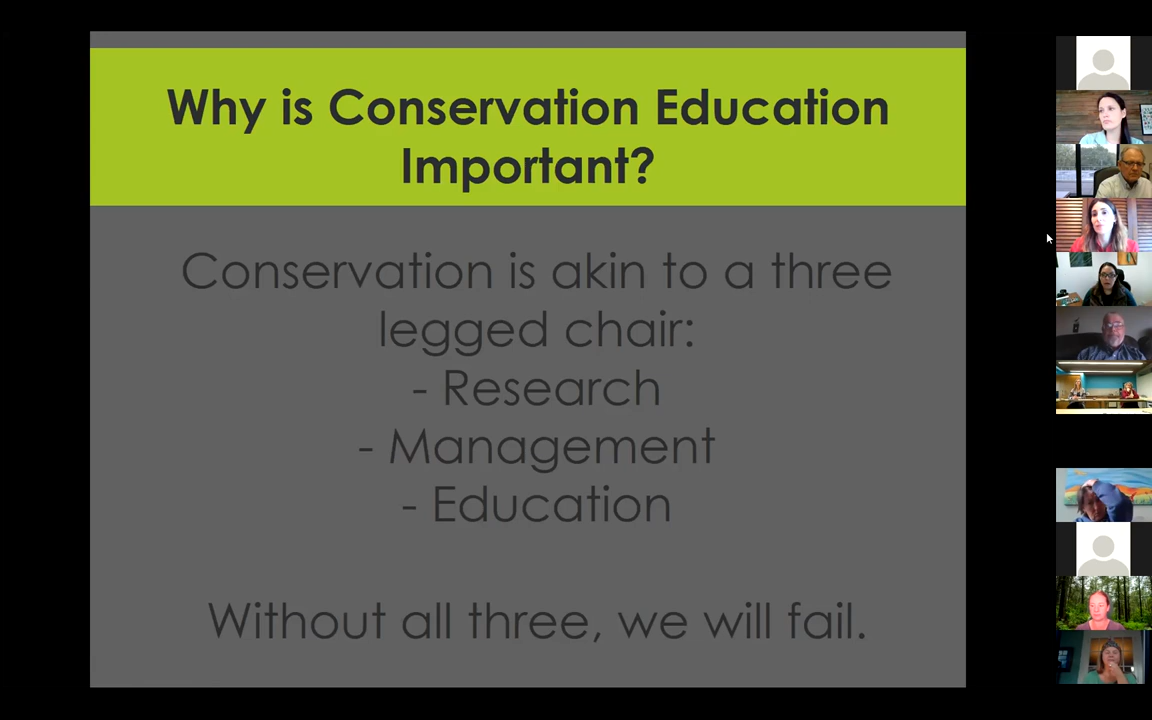 Why is Conservation Education
Important?
Conservation is akin to a three
legged chair:
- Research
- Management
- Education
Without all three, we will fail.